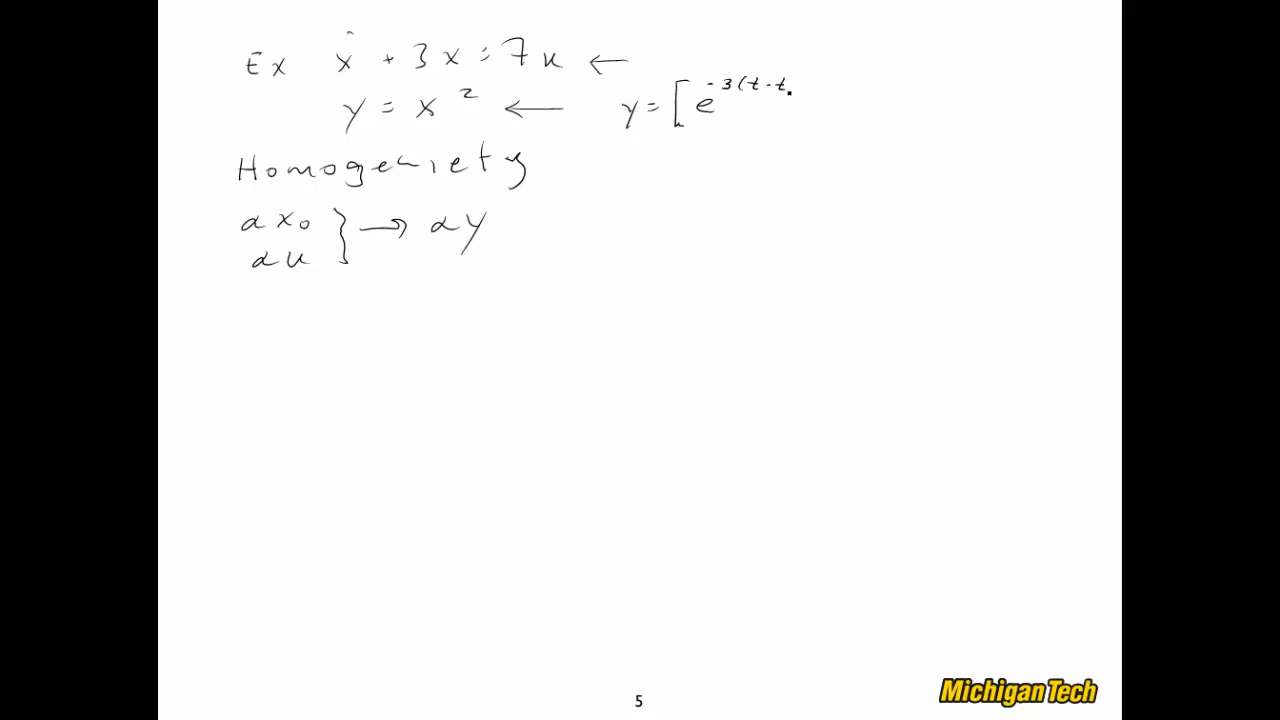 Ex ẋ + 3x = 7u ←
y = x² ← y = [e^-3(t-t.
Homogeniety
αx₀
αu } → αy
5
Michigan Tech